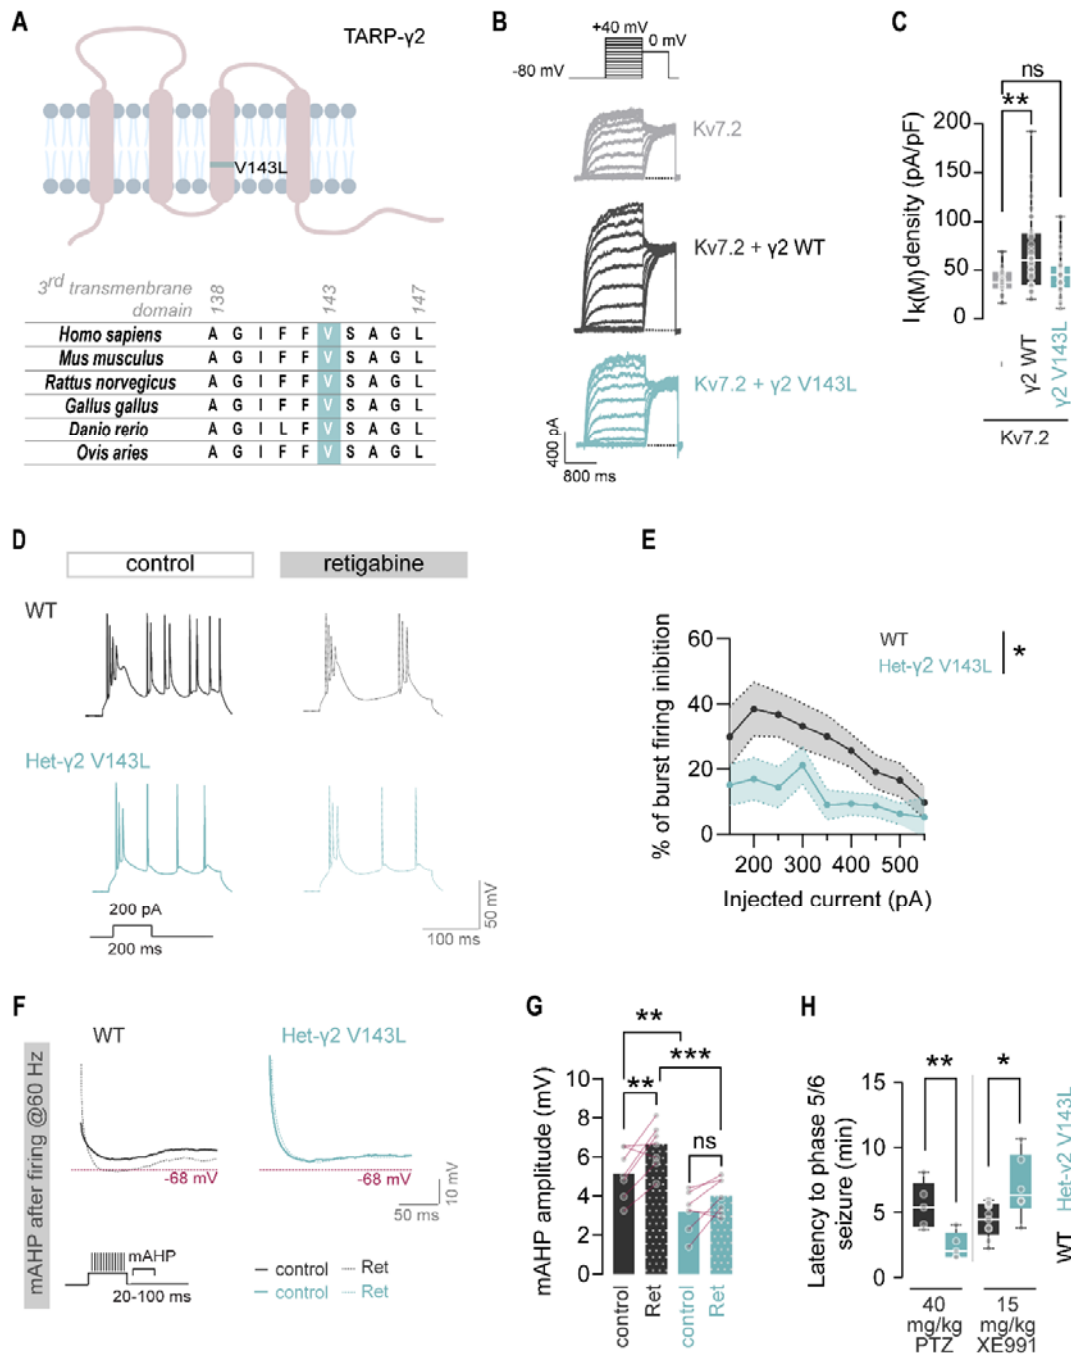 A
TARP-γ2
V143L
3rd transmenbrane
domain
138
143
147
Homo sapiens A G I F F V S A G L
Mus musculus A G I F F V S A G L
Rattus norvegicus A G I F F V S A G L
Gallus gallus A G I F F V S A G L
Danio rerio A G I L F V S A G L
Ovis aries A G I F F V S A G L
B
+40 mV
0 mV
-80 mV
Kv7.2
Kv7.2 + γ2 WT
Kv7.2 + γ2 V143L
400 pA
800 ms
C
ns
**
200
150
100
50
0
Ik(M) density (pA/pF)
-
γ2 WT
γ2 V143L
Kv7.2
D
control
retigabine
WT
Het-γ2 V143L
200 pA
200 ms
50 mV
100 ms
E
% of burst firing inibition
60
40
20
0
WT
Het-γ2 V143L
*
200 300 400 500
Injected current (pA)
F
mAHP after firing @60 Hz
WT
Het-γ2 V143L
-68 mV
-68 mV
10 mV
50 ms
mAHP
20-100 ms
control Ret
control Ret
G
**
***
**
ns
mAHP amplitude (mV)
10
8
6
4
2
0
control
Ret
control
Ret
H
**
*
Latency to phase 5/6
seizure (min)
15
10
5
0
40
mg/kg
PTZ
15
mg/kg
XE991
WT
Het-γ2 V143L